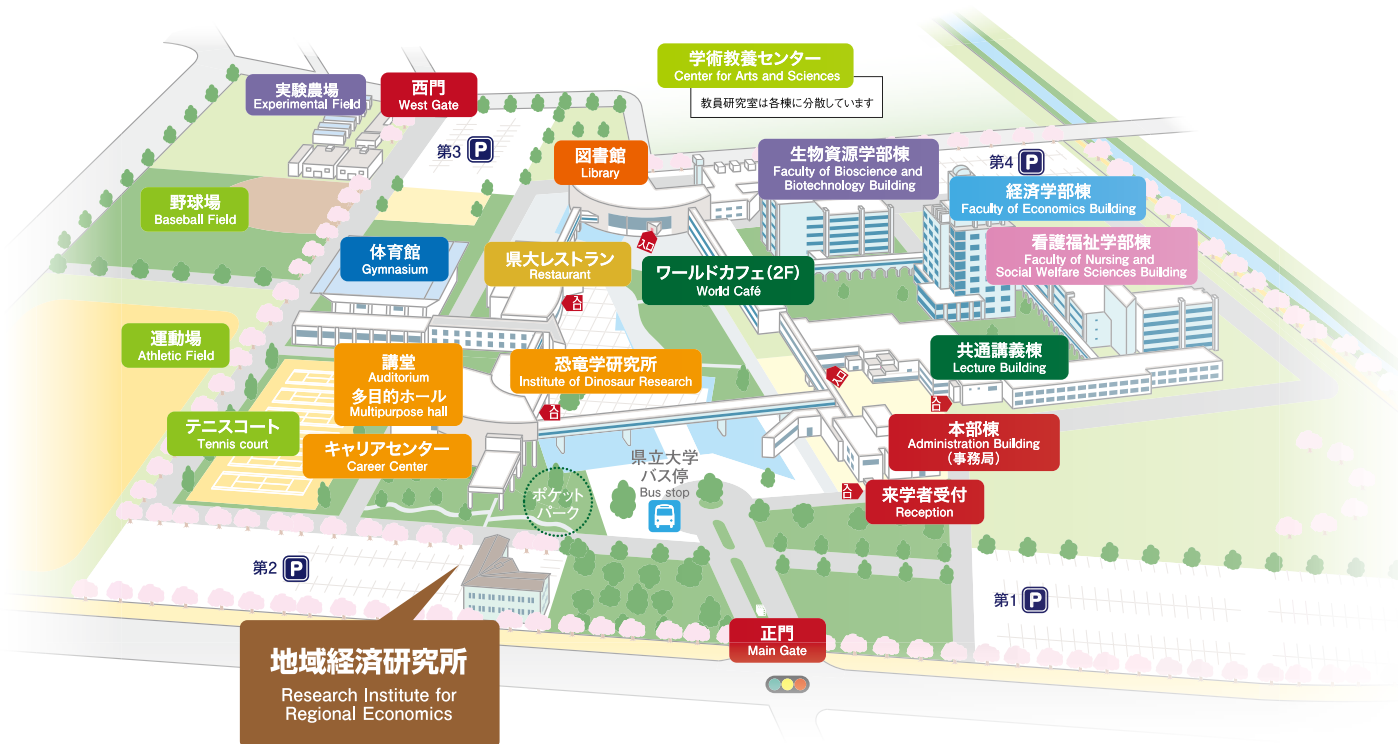 学術教養センター
Center for Arts and Sciences
教員研究室は各棟に分散しています
実験農場
Experimental Field
西門
West Gate
第3 P
図書館
Library
生物資源学部棟
Faculty of Bioscience and
Biotechnology Building
第4 P
経済学部棟
Faculty of Economics Building
野球場
Baseball Field
看護福祉学部棟
Faculty of Nursing and
Social Welfare Sciences Building
体育館
Gymnasium
県大レストラン
Restaurant
入口
ワールドカフェ(2F)
World Café
入口
運動場
Athletic Field
講堂
Auditorium
多目的ホール
Multipurpose hall
恐竜学研究所
Institute of Dinosaur Research
入口
共通講義棟
Lecture Building
入口
入口
テニスコート
Tennis court
キャリアセンター
Career Center
本部棟
Administration Building
(事務局)
県立大学
バス停
Bus stop
ポケット
パーク
入口
来学者受付
Reception
第2 P
第1 P
正門
Main Gate
地域経済研究所
Research Institute for
Regional Economics